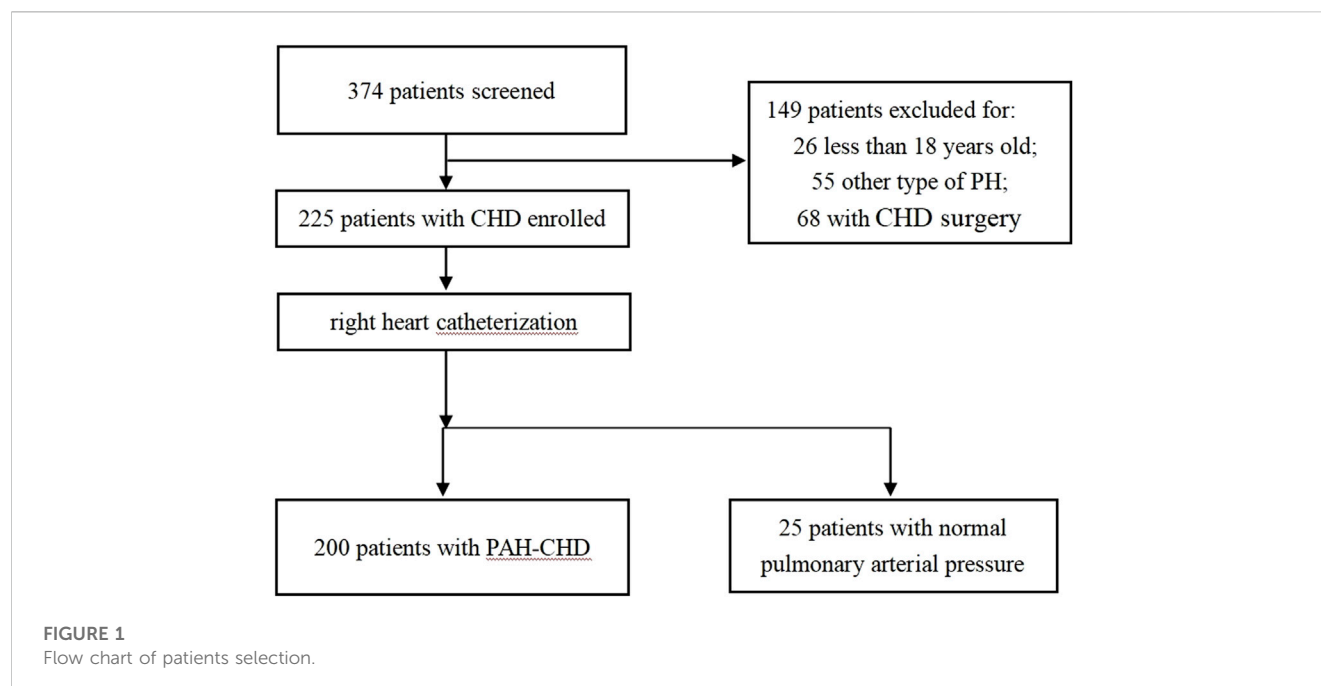 374 patients screened
149 patients excluded for:
26 less than 18 years old;
55 other type of PH;
68 with CHD surgery
225 patients with CHD enrolled
right heart catheterization
200 patients with PAH-CHD
25 patients with normal
pulmonary arterial pressure
FIGURE 1
Flow chart of patients selection.